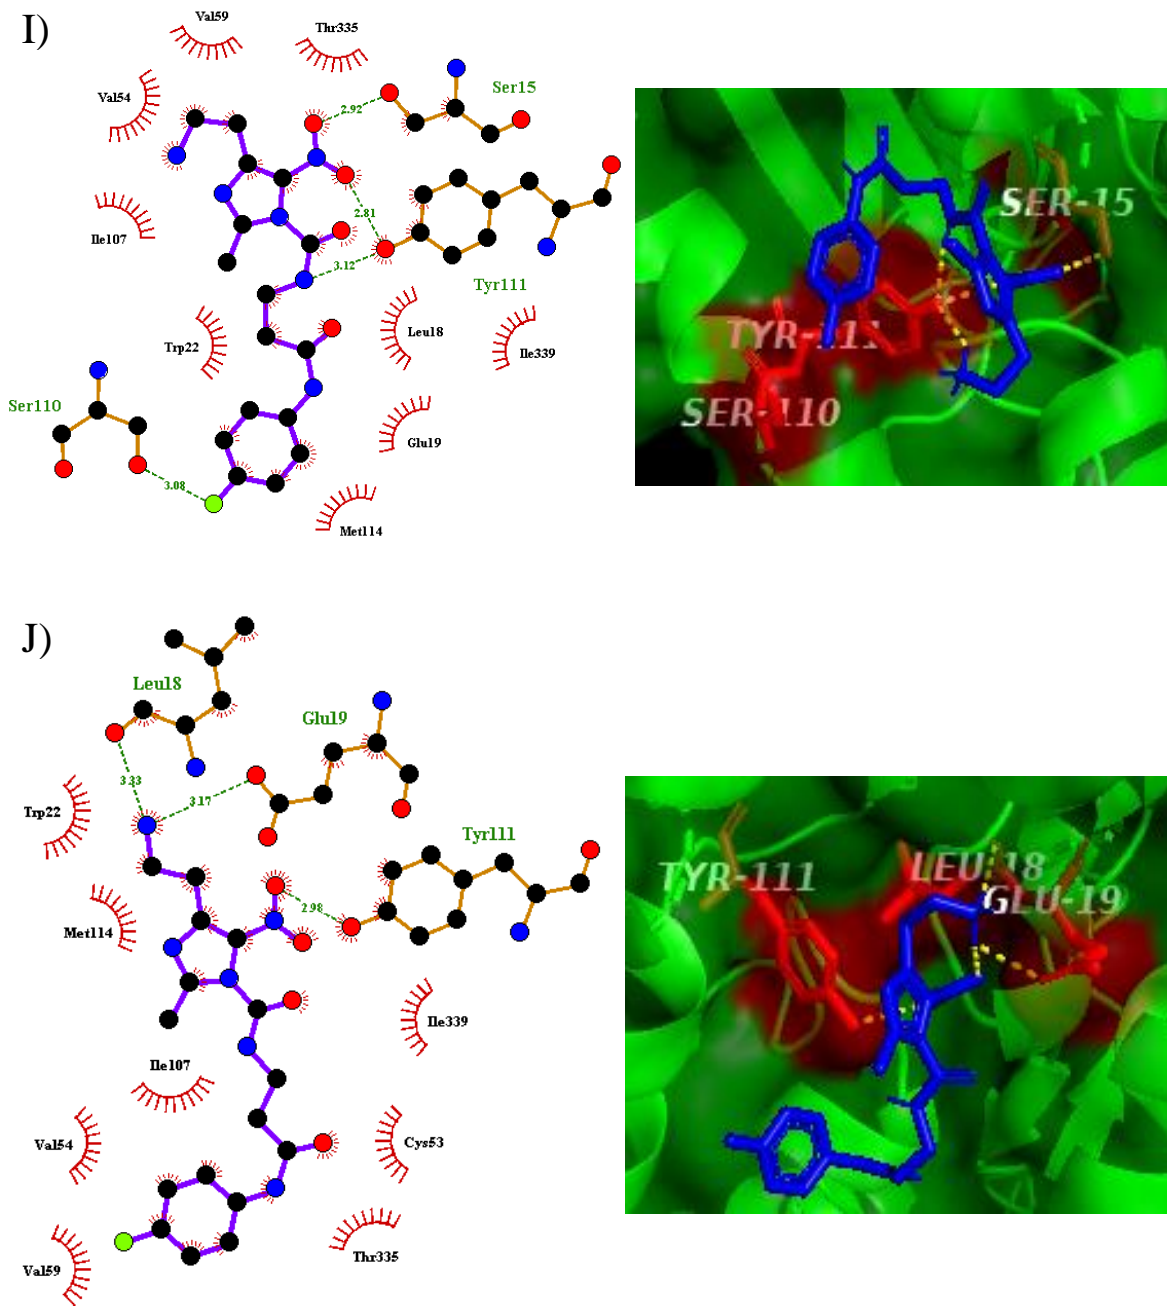 I)
Val59
Thr335
Ser15
2.92
Val54
2.81
Ile107
3.12
Tyr111
Trp22
Leu18
Ile339
Ser110
Glu19
3.08
Met114
SER-15
TYR-111
SER-110
J)
Leu18
Glu19
3.33
3.17
Trp22
Tyr111
2.98
Met114
Ile339
Ile107
Val54
Cys53
Thr335
Val59
TYR-111
LEU-18
GLU-19